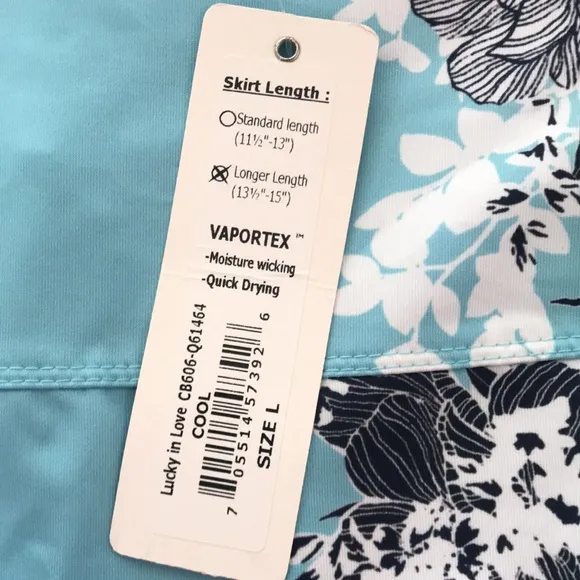 Skirt Length :
Standard length
(11½"-13")
Longer Length
(13½"-15")
VAPORTEX™
-Moisture wicking
-Quick Drying
Lucky in Love CB606-Q61464
COOL
7 05514 57392 6
SIZE L